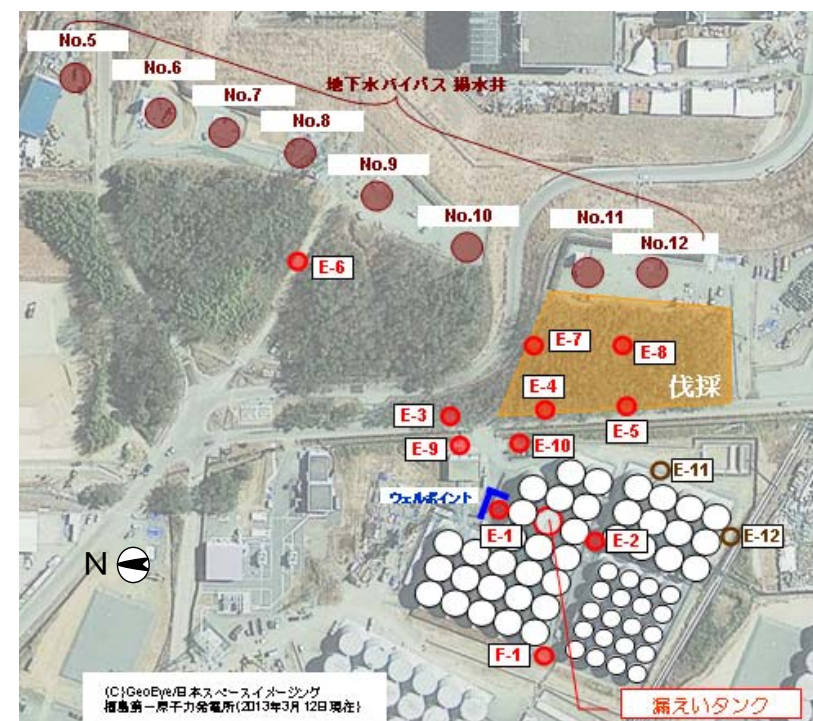 No.5
No.6
No.7
地下水バイパス 揚水井
No.8
No.9
No.10
No.11
No.12
E-6
E-7
E-8
伐採
E-4
E-3
E-5
E-9
E-10
E-11
ウェルポイント
E-1
E-2
E-12
N
F-1
(C)GeoEye/日本スペースイメージング
福島第一原子力発電所(2013年3月12日現在)
漏えいタンク